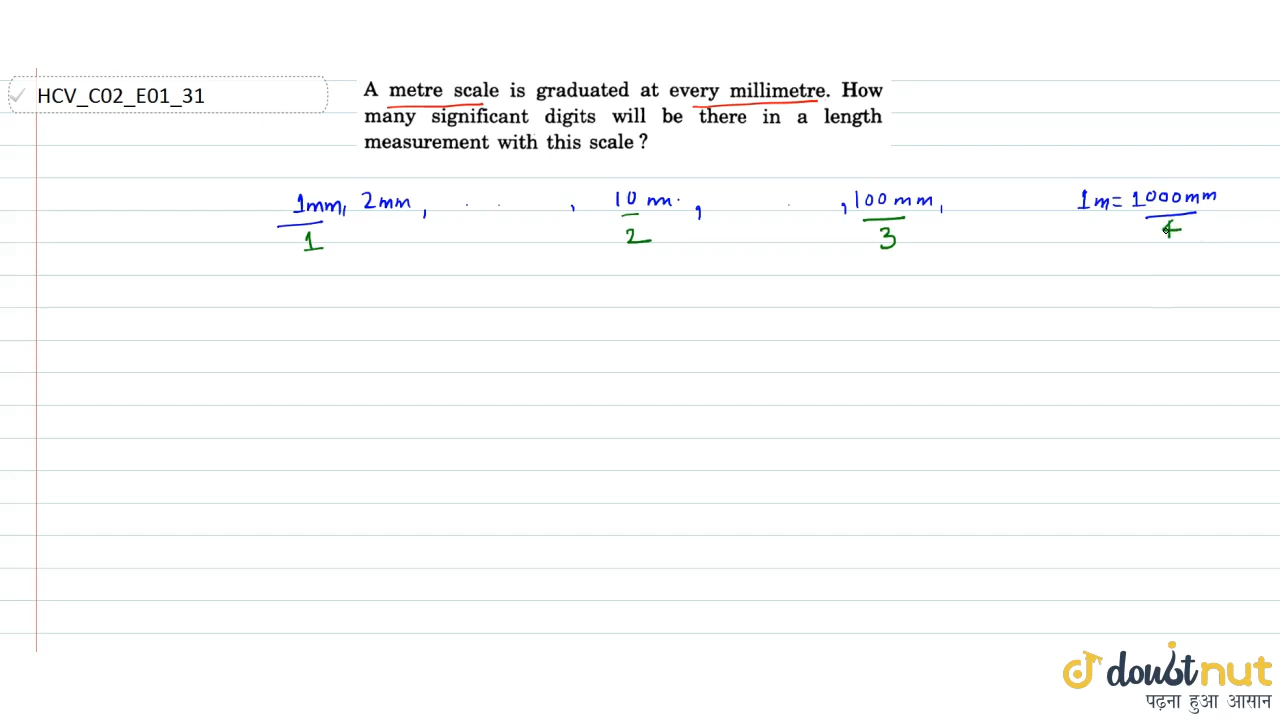 HCV_C02_E01_31
A metre scale is graduated at every millimetre. How
many significant digits will be there in a length
measurement with this scale ?
1mm, 2mm, . . , 10 m. , . , 100 mm, 1m = 1000mm
1 2 3 4
doubtnut
पढ़ना हुआ आसान